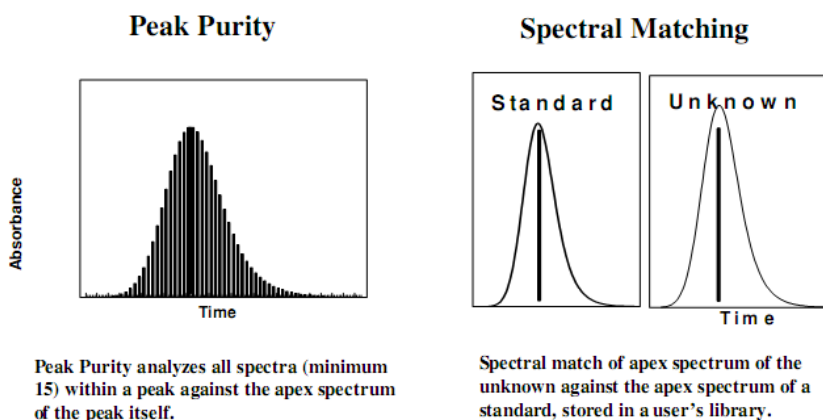 Peak Purity
Absorbance
Time
Peak Purity analyzes all spectra (minimum
15) within a peak against the apex spectrum
of the peak itself.
Spectral Matching
Standard
Unknown
Time
Spectral match of apex spectrum of the
unknown against the apex spectrum of a
standard, stored in a user's library.